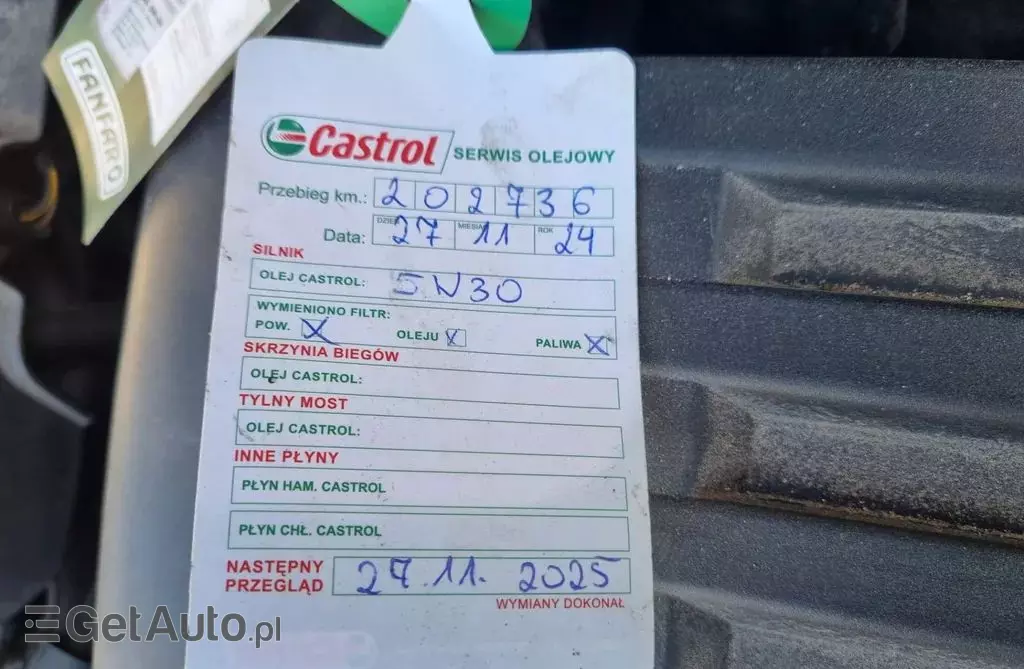 FANFARO
Castrol SERWIS OLEJOWY
Przebieg km.: 202736
DZIEŃ MIESIĄC ROK
Data: 27 11 24
SILNIK
OLEJ CASTROL: 5W30
WYMIENIONO FILTR:
POW. X OLEJU X PALIWA X
SKRZYNIA BIEGÓW
OLEJ CASTROL:
TYLNY MOST
OLEJ CASTROL:
INNE PŁYNY
PŁYN HAM. CASTROL
PŁYN CHŁ. CASTROL
NASTĘPNY PRZEGLĄD 27.11. 2025
WYMIANY DOKONAŁ
GetAuto.pl